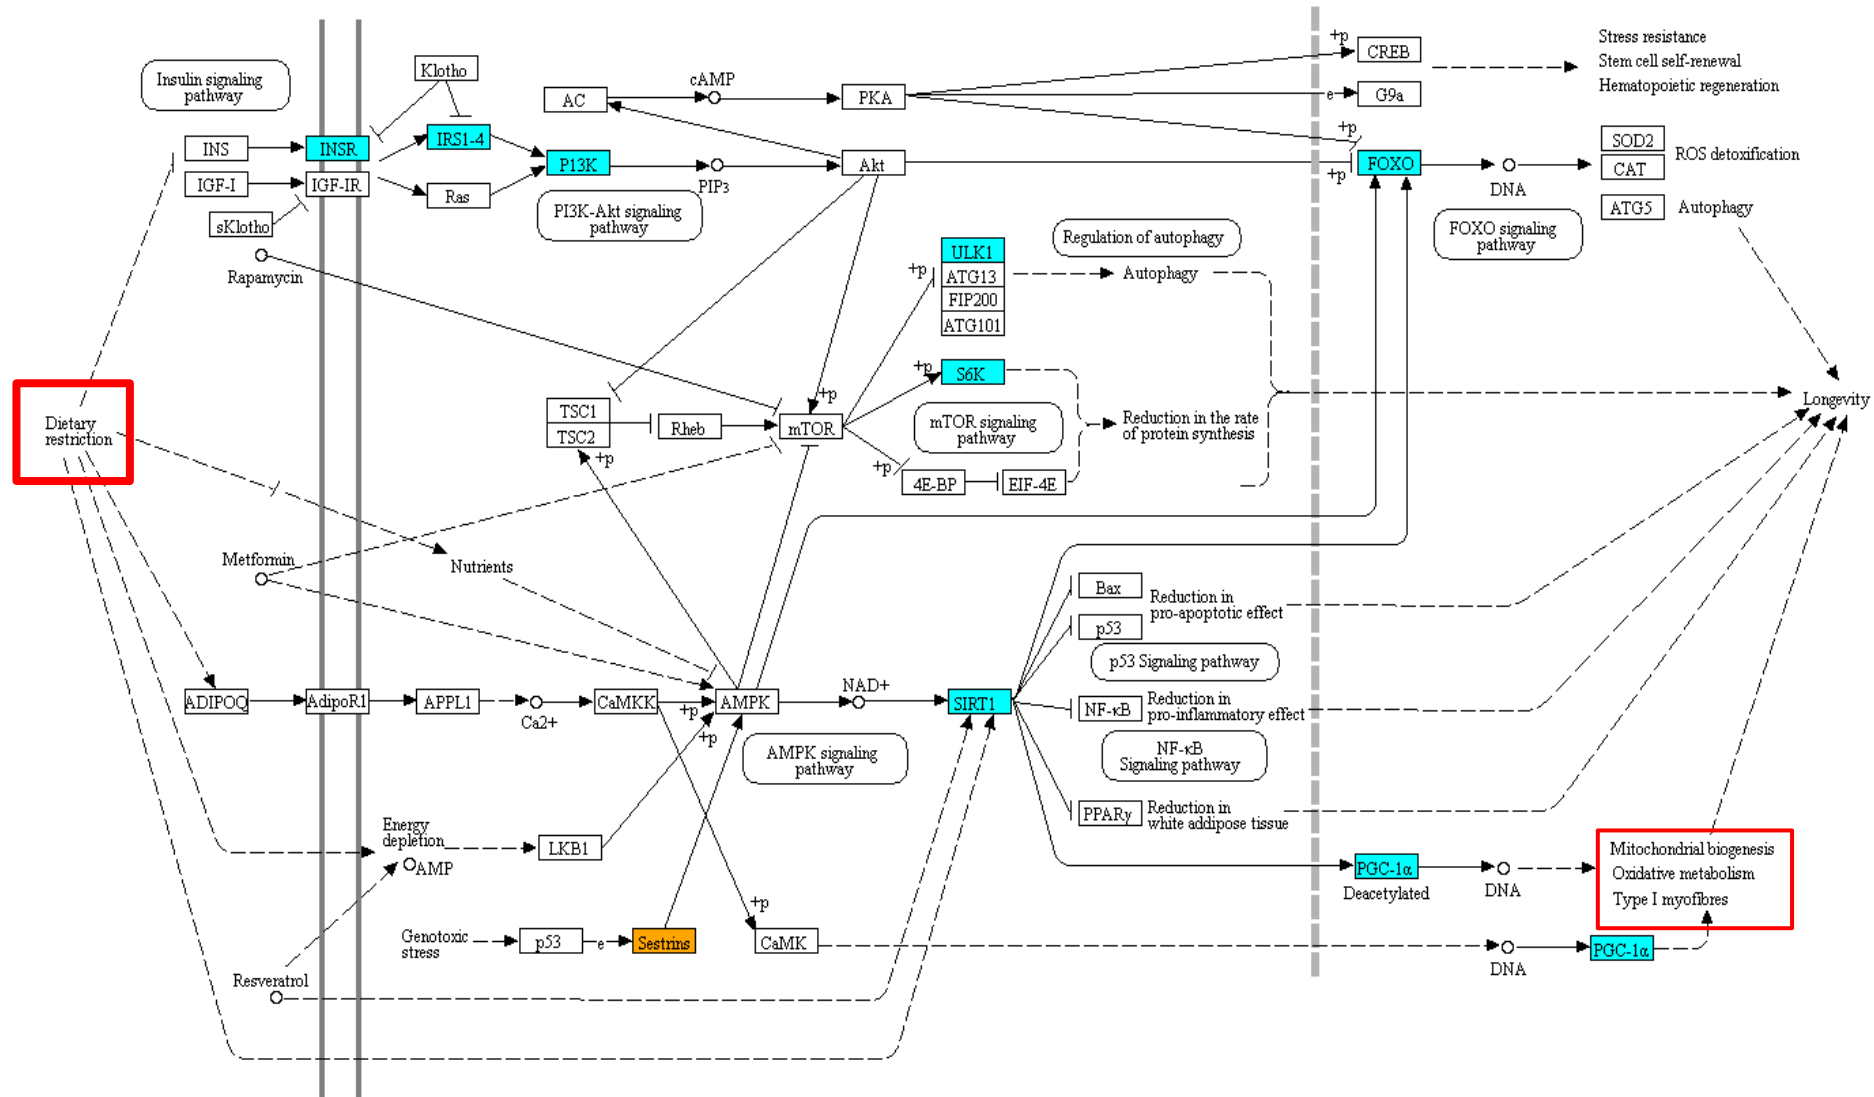 Insulin signaling
pathway
Klotho
cAMP
AC
PKA
+p
CREB
e
G9a
Stress resistance
Stem cell self-renewal
Hematopoietic regeneration
INS
INSR
IRS1-4
P13K
PIP3
Akt
+p
+p
FOXO
DNA
SOD2
CAT
ROS detoxification
IGF-I
IGF-IR
Ras
sKlotho
PI3K-Akt signaling
pathway
ATG5
Autophagy
FOXO signaling
pathway
Rapamycin
Regulation of autophagy
+p
ULK1
ATG13
FIP200
ATG101
Autophagy
+p
S6K
Dietary
restriction
TSC1
TSC2
+p
Rheb
+p
mTOR
mTOR signaling
pathway
Reduction in the rate
of protein synthesis
Longevity
+p
4E-BP
EIF-4E
Metformin
Nutrients
Bax
Reduction in
pro-apoptotic effect
p53
p53 Signaling pathway
ADIPOQ
AdipoR1
APPL1
Ca2+
CaMKK
+p
AMPK
+p
NAD+
SIRT1
NF-κB
Reduction in
pro-inflammatory effect
AMPK signaling
pathway
NF-κB
Signaling pathway
PPARγ
Reduction in
white addipose tissue
Energy
depletion
AMP
LKB1
Mitochondrial biogenesis
Oxidative metabolism
Type I myofibres
PGC-1α
Deacetylated
DNA
+p
Genotoxic
stress
p53
e
Sestrins
CaMK
DNA
PGC-1α
Resveratrol